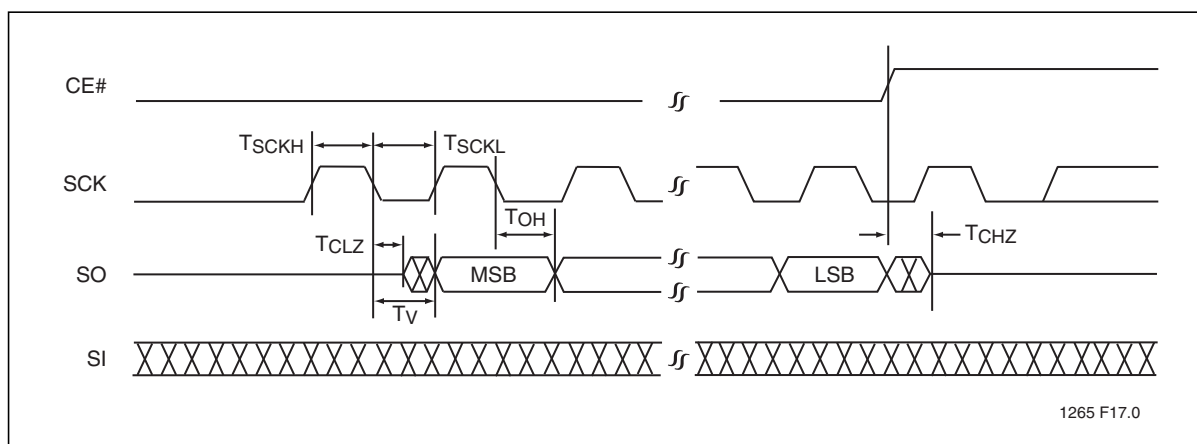 CE#
TSCKH
TSCKL
SCK
TOH
TCLZ
TCHZ
SO
MSB
LSB
TV
SI
1265 F17.0